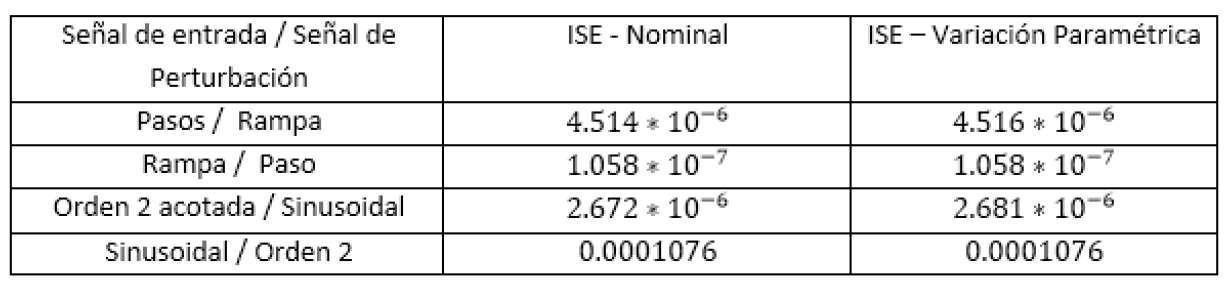 Señal de entrada / Señal de Perturbación ISE - Nominal ISE – Variación Paramétrica
Pasos / Rampa 4.514 ∗ 10⁻⁶ 4.516 ∗ 10⁻⁶
Rampa / Paso 1.058 ∗ 10⁻⁷ 1.058 ∗ 10⁻⁷
Orden 2 acotada / Sinusoidal 2.672 ∗ 10⁻⁶ 2.681 ∗ 10⁻⁶
Sinusoidal / Orden 2 0.0001076 0.0001076